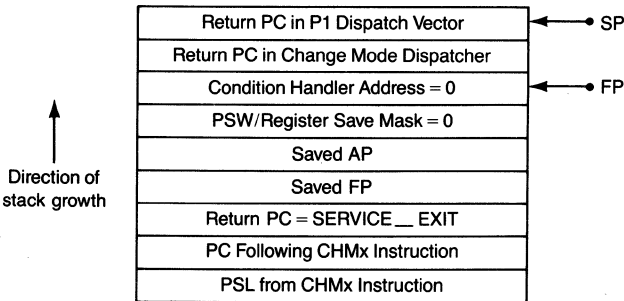 Return PC in P1 Dispatch Vector
SP
Return PC in Change Mode Dispatcher
Condition Handler Address = 0
FP
PSW/Register Save Mask = 0
Saved AP
Direction of
stack growth
Saved FP
Return PC = SERVICE__EXIT
PC Following CHMx Instruction
PSL from CHMx Instruction